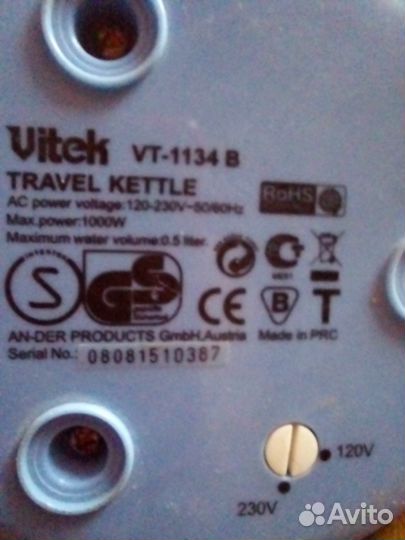 Vitek VT-1134 B
TRAVEL KETTLE
AC power voltage:120-230V~50/60Hz
Max.power:1000W
Maximum water volume:0.5 liter.
RoHS
S
GS
CE
B
T
AN-DER PRODUCTS GmbH,Austria
Made in PRC
Serial No.: 08081510387
120V
230V
Avito